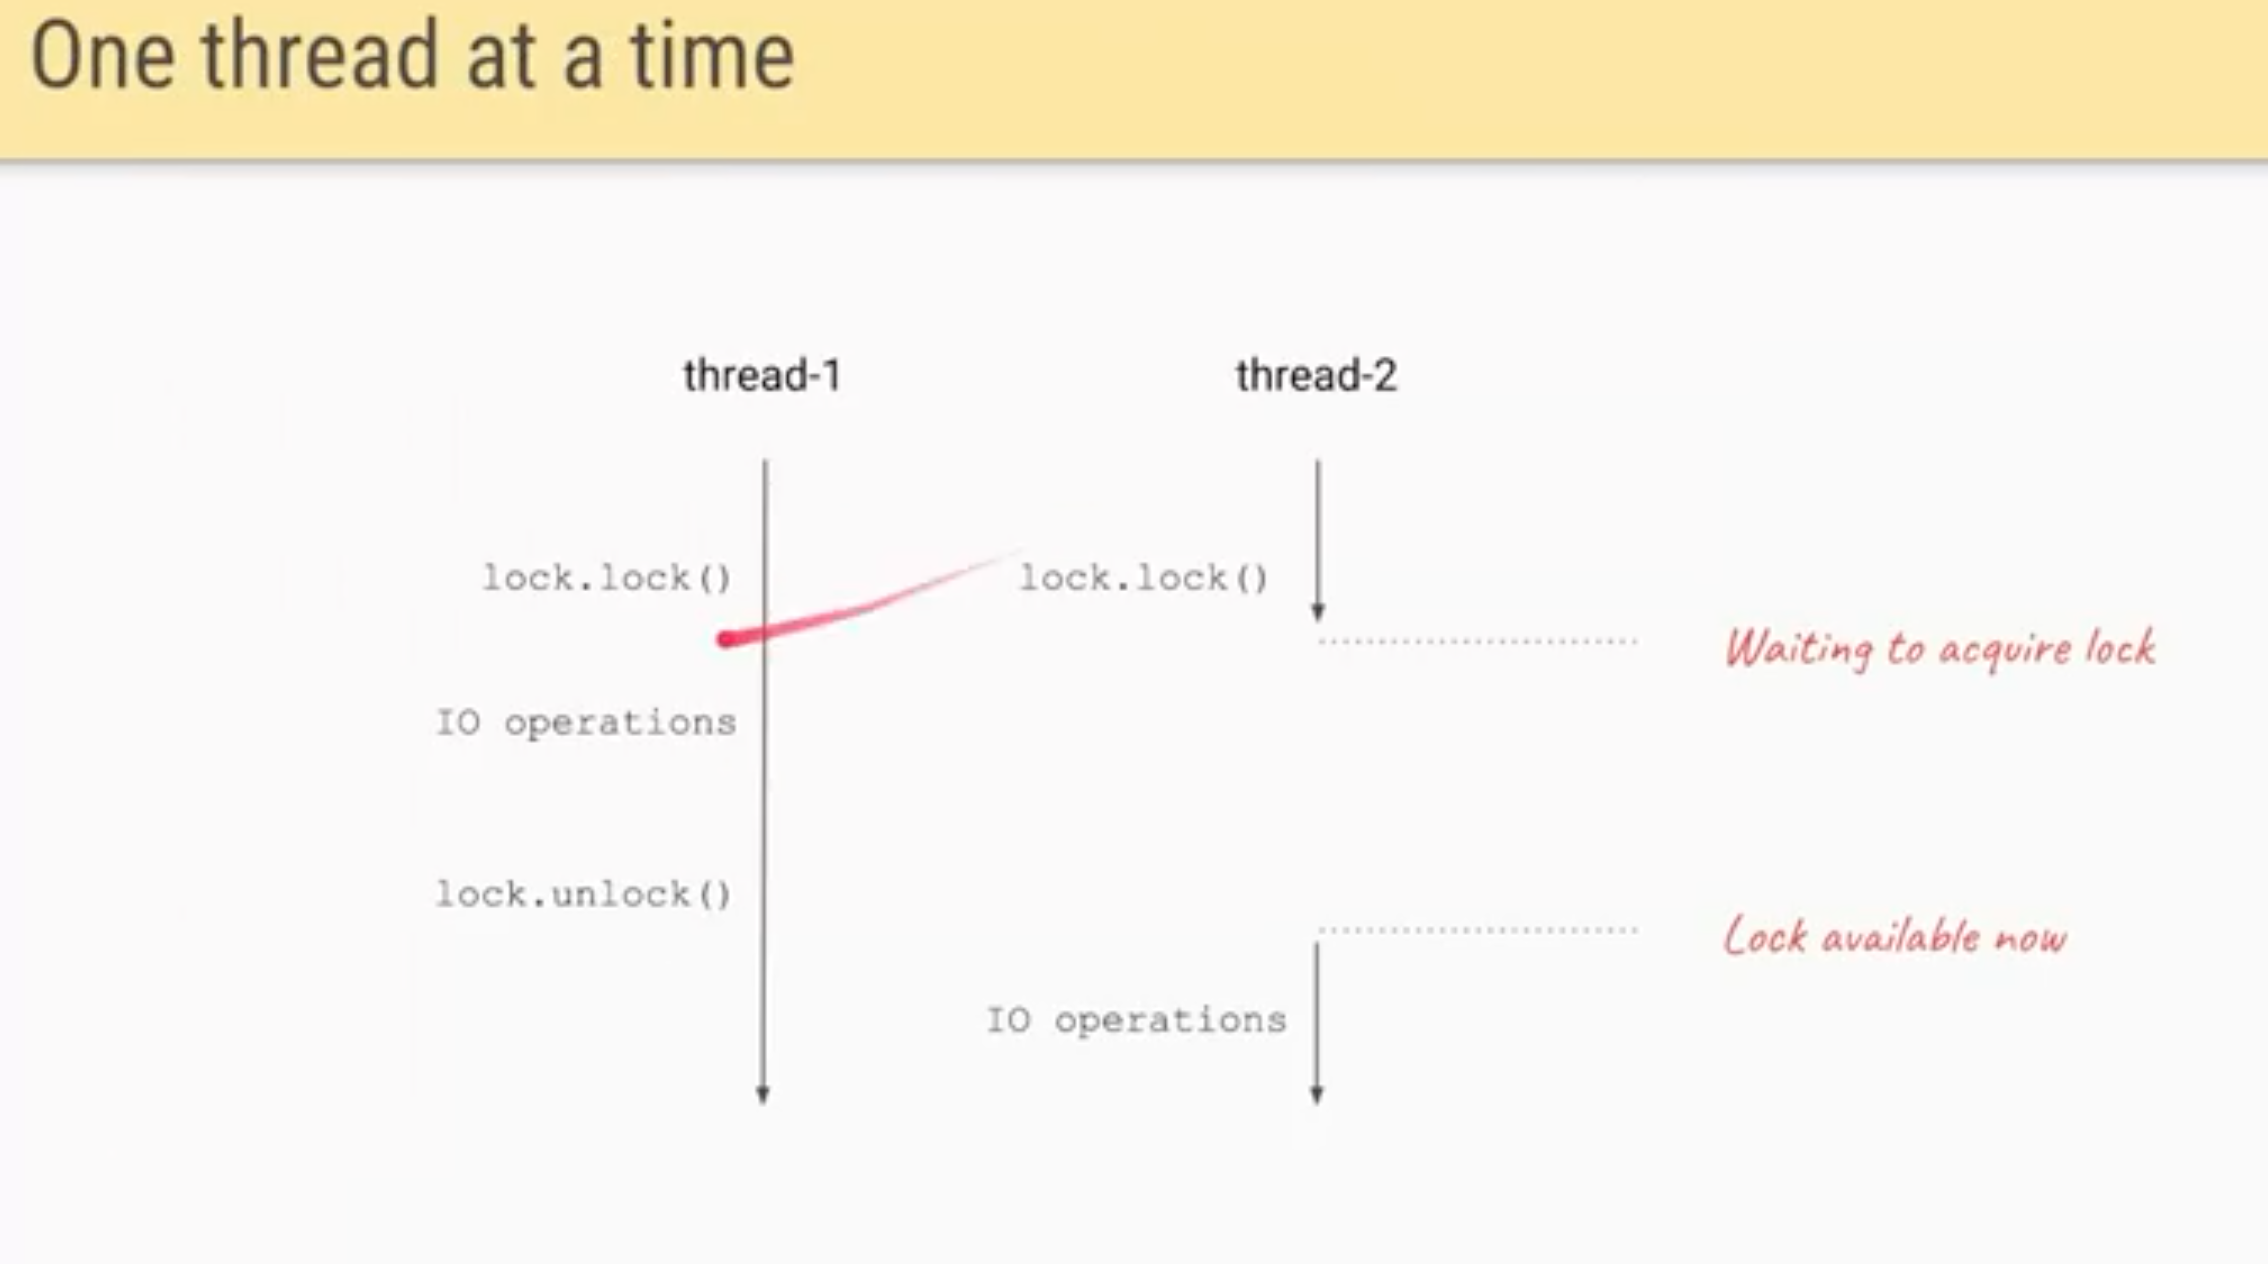 One thread at a time
thread-1
thread-2
lock.lock()
lock.lock()
Waiting to acquire lock
IO operations
lock.unlock()
Lock available now
IO operations